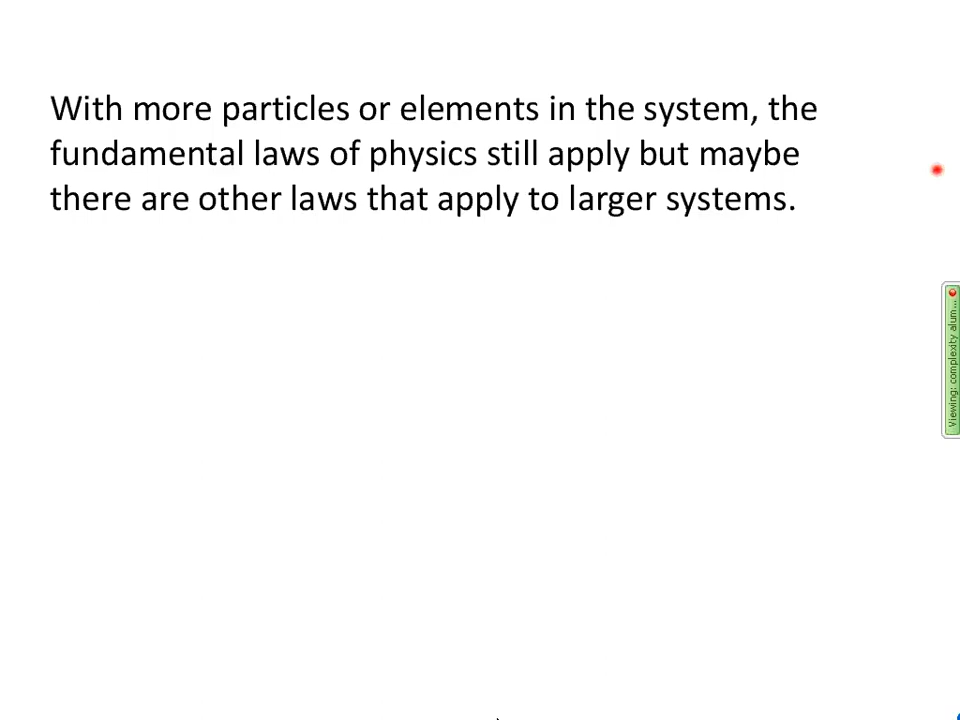 With more particles or elements in the system, the
fundamental laws of physics still apply but maybe
there are other laws that apply to larger systems.
Viewing: complexity alum...